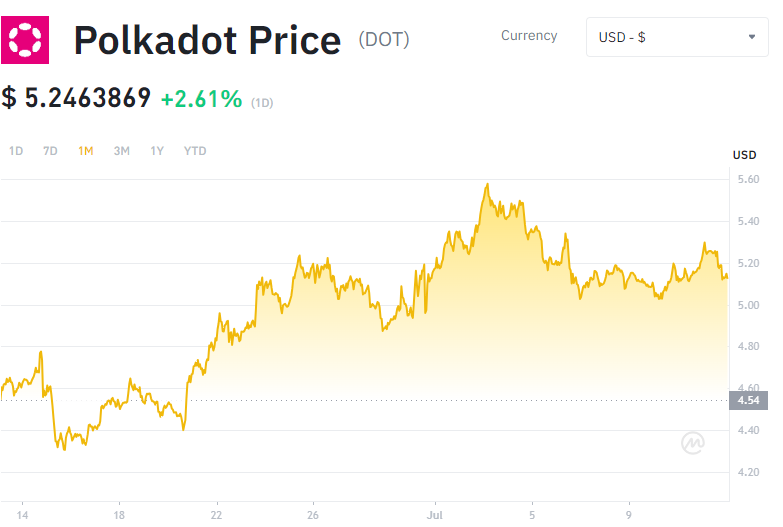 Polkadot Price (DOT)
Currency USD - $
$ 5.2463869 +2.61% (1D)
1D 7D 1M 3M 1Y YTD
USD
5.60
5.40
5.20
5.00
4.80
4.60
4.54
4.40
4.20
14 18 22 26 Jul 5 9